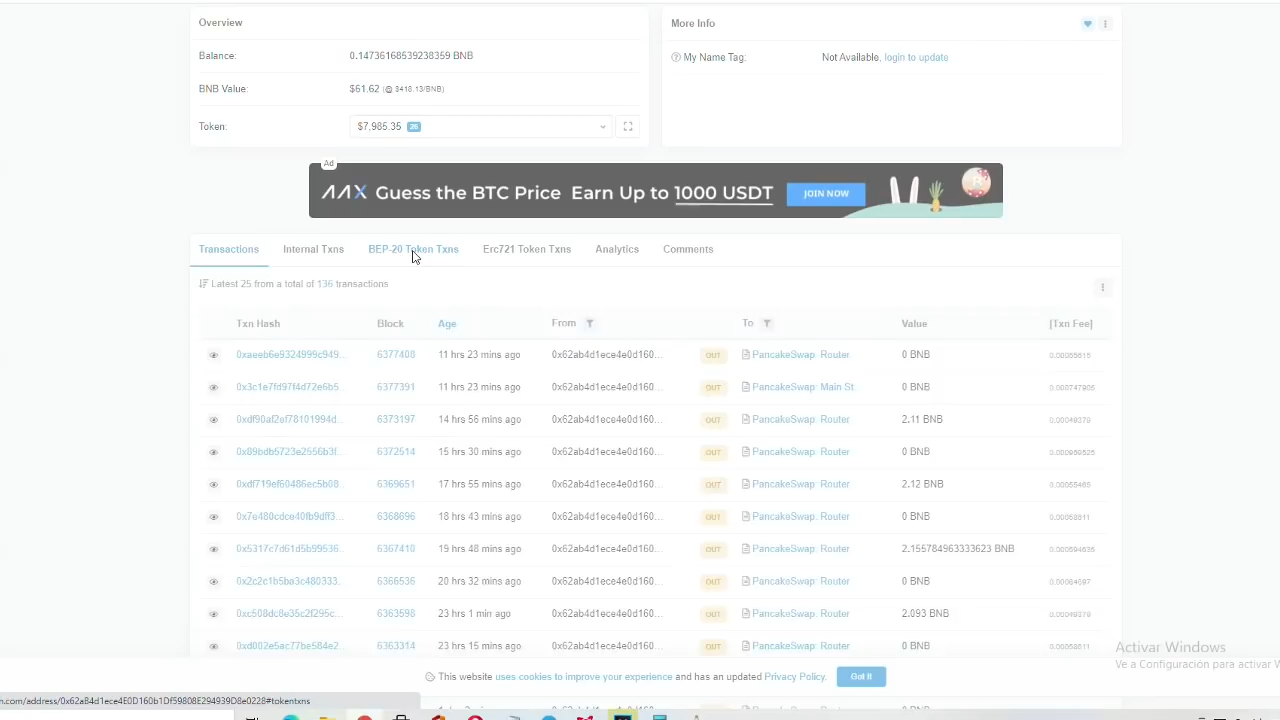 Overview
More Info
Balance: 0.14736168539238359 BNB
My Name Tag: Not Available, login to update
BNB Value: $61.62 (@ $418.13/BNB)
Token: $7,985.35 26
Ad
AAX Guess the BTC Price Earn Up to 1000 USDT JOIN NOW
Transactions Internal Txns BEP-20 Token Txns Erc721 Token Txns Analytics Comments
Latest 25 from a total of 136 transactions
Txn Hash Block Age From To Value [Txn Fee]
6377408 11 hrs 23 mins ago 0x62ab4d1ece4e0d160... OUT PancakeSwap: Router 0 BNB
0x3c1e7fd97f4d72e6b5... 6377391 11 hrs 23 mins ago 0x62ab4d1ece4e0d160... OUT PancakeSwap: Main St... 0 BNB 0.000747905
0xdf90af2ef78101994d... 6373197 14 hrs 56 mins ago 0x62ab4d1ece4e0d160... OUT PancakeSwap: Router 2.11 BNB
0x89bdb5723e2556b3f... 6372514 15 hrs 30 mins ago 0x62ab4d1ece4e0d160... OUT PancakeSwap: Router 0 BNB
0xdf719ef60486ec5b08... 6369651 17 hrs 55 mins ago 0x62ab4d1ece4e0d160... OUT PancakeSwap: Router 2.12 BNB
0x7e480cdce40fb9dff3... 6368696 18 hrs 43 mins ago 0x62ab4d1ece4e0d160... OUT PancakeSwap: Router 0 BNB
0x5317c7d61d5b99536... 6367410 19 hrs 48 mins ago 0x62ab4d1ece4e0d160... OUT PancakeSwap: Router 2.155784963333623 BNB
0x2c2c1b5ba3c480333... 6366536 20 hrs 32 mins ago 0x62ab4d1ece4e0d160... OUT PancakeSwap: Router 0 BNB
0xc508dc8e35c2f295c... 6363598 23 hrs 1 min ago 0x62ab4d1ece4e0d160... OUT PancakeSwap: Router 2.093 BNB
0xd002e5ac77be584e2... 6363314 23 hrs 15 mins ago 0x62ab4d1ece4e0d160... OUT PancakeSwap: Router 0 BNB
Activar Windows
Ve a Configuración para activar W
This website uses cookies to improve your experience and has an updated Privacy Policy. Got It